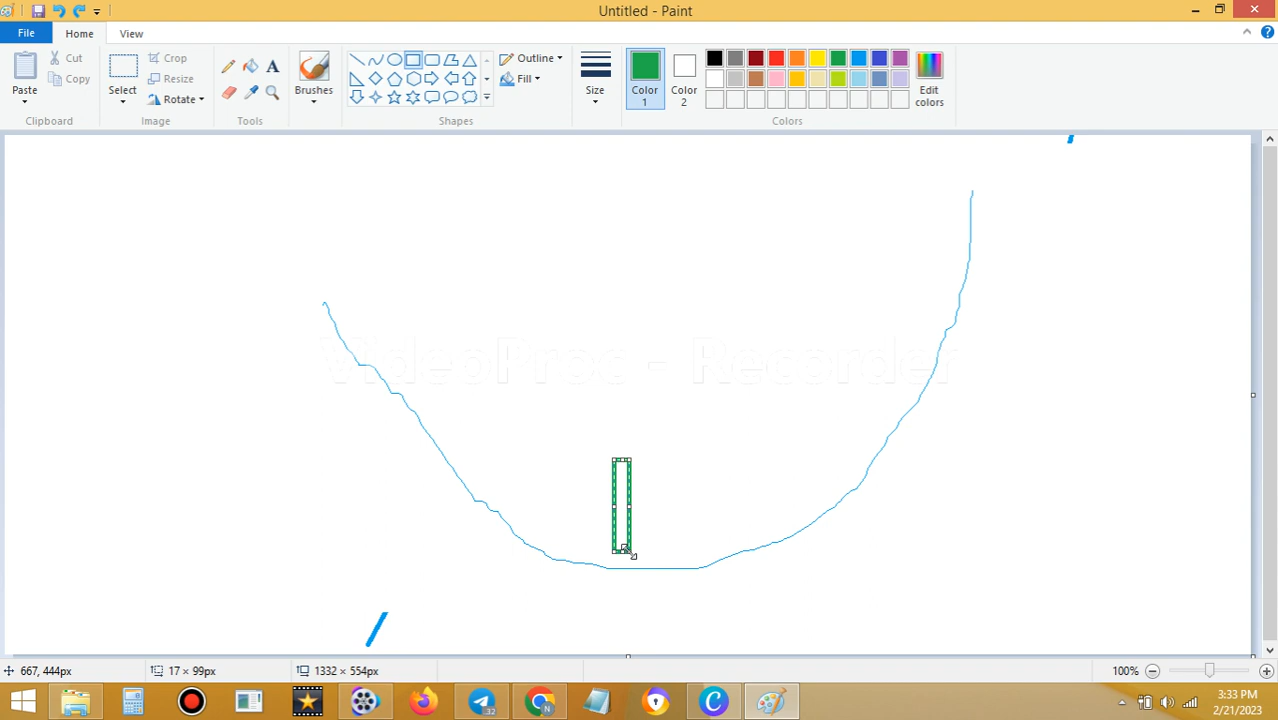 Untitled - Paint
File Home View
Paste
Cut
Copy
Clipboard
Select
Crop
Resize
Rotate
Image
A
Tools
Brushes
Outline
Fill
Shapes
Size
Color 1
Color 2
Edit colors
Colors
VideoProc - Recorder
667, 444px
17 × 99px
1332 × 554px
100%
32
N
3:33 PM
2/21/2023